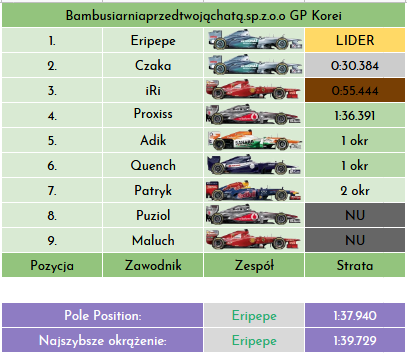 Bambusiarniaprzedtwojąchatą.sp.z.o.o GP Korei
1. Eripepe LIDER
2. Czaka 0:30.384
3. iRi 0:55.444
4. Proxiss 1:36.391
5. Adik 1 okr
6. Quench 1 okr
7. Patryk 2 okr
8. Puziol NU
9. Maluch NU
Pozycja Zawodnik Zespół Strata
Pole Position: Eripepe 1:37.940
Najszybsze okrążenie: Eripepe 1:39.729